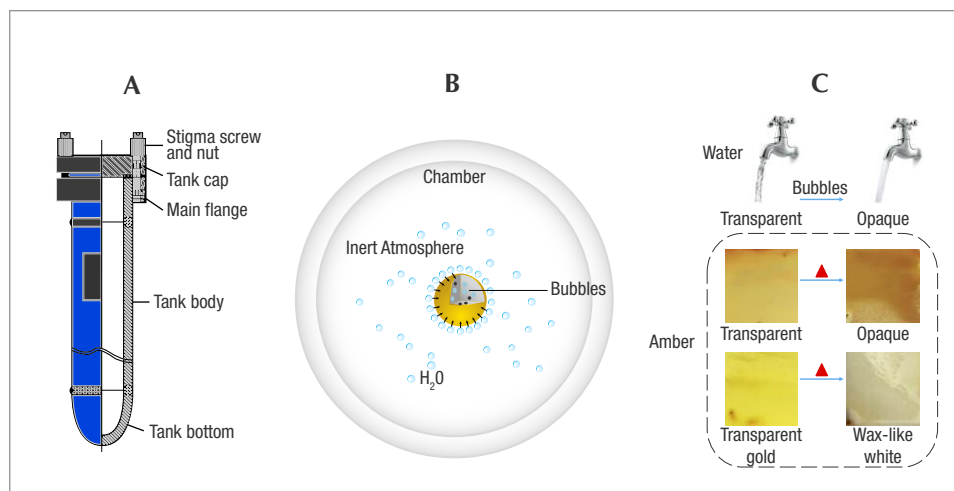 A
Stigma screw
and nut
Tank cap
Main flange
Tank body
Tank bottom
B
Chamber
Inert Atmosphere
Bubbles
H₂0
C
Water
Bubbles
Transparent
Opaque
Amber
Transparent
Opaque
Transparent
gold
Wax-like
white